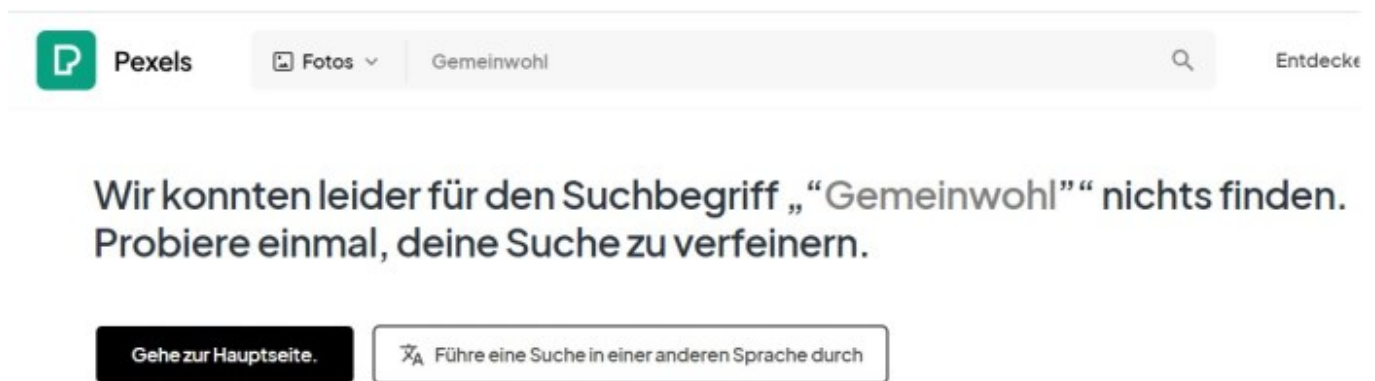 Pexels Fotos Gemeinwohl Entdecke
Wir konnten leider für den Suchbegriff „“Gemeinwohl”“ nichts finden.
Probiere einmal, deine Suche zu verfeinern.
Gehe zur Hauptseite. Führe eine Suche in einer anderen Sprache durch